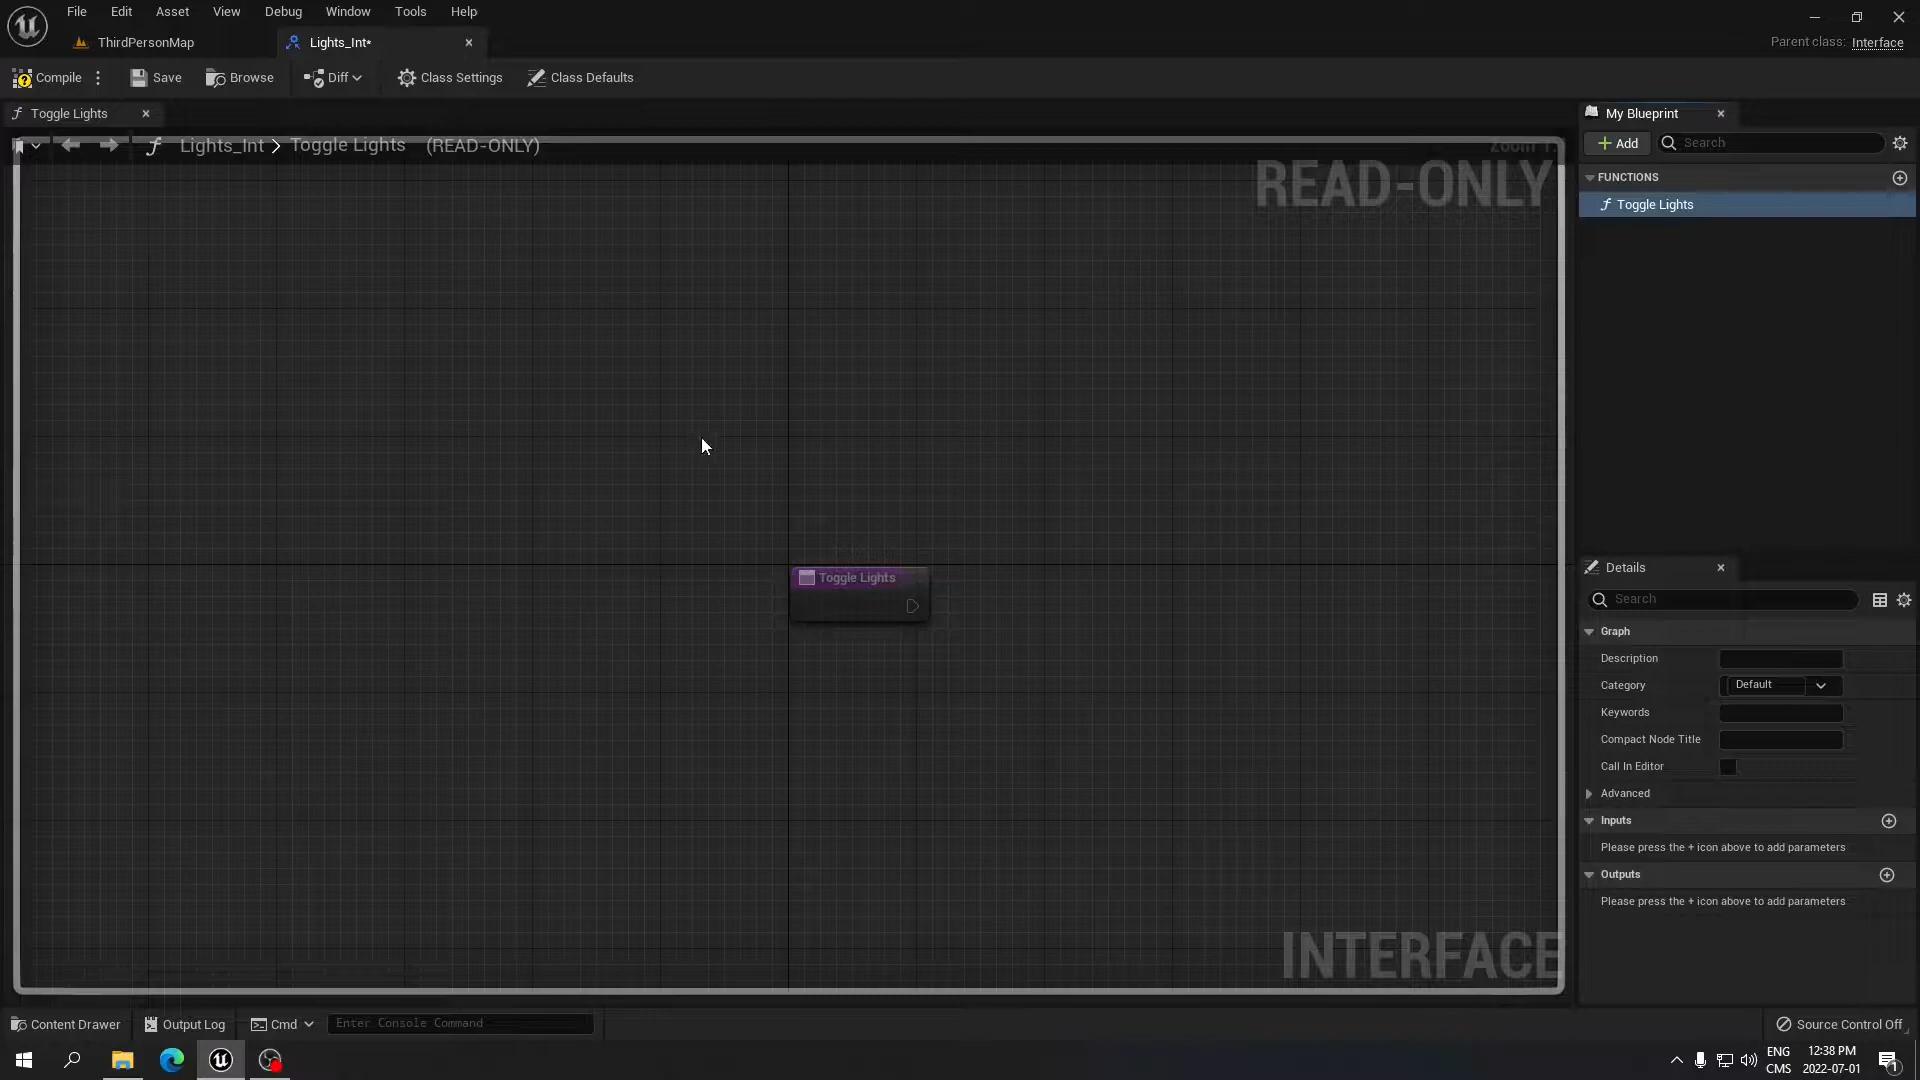 File Edit View Asset Debug Window Tools Help
ThirdPersonMap
Lights_Int*
Parent class: Interface
Compile
Save
Browse
Diff
Class Settings
Class Defaults
Toggle Lights
My Blueprint
Lights_Int > Toggle Lights (READ-ONLY)
READ-ONLY
+ Add
Search
FUNCTIONS
Toggle Lights
Toggle Lights
Details
Search
Graph
Description
Category
Default
Keywords
Compact Node Title
Call In Editor
Advanced
Inputs
Please press the + icon above to add parameters
Outputs
Please press the + icon above to add parameters
INTERFACE
Content Drawer
Output Log
Cmd
Enter Console Command
Source Control Off
ENG
CMS
12:38 PM
2022-07-01
1